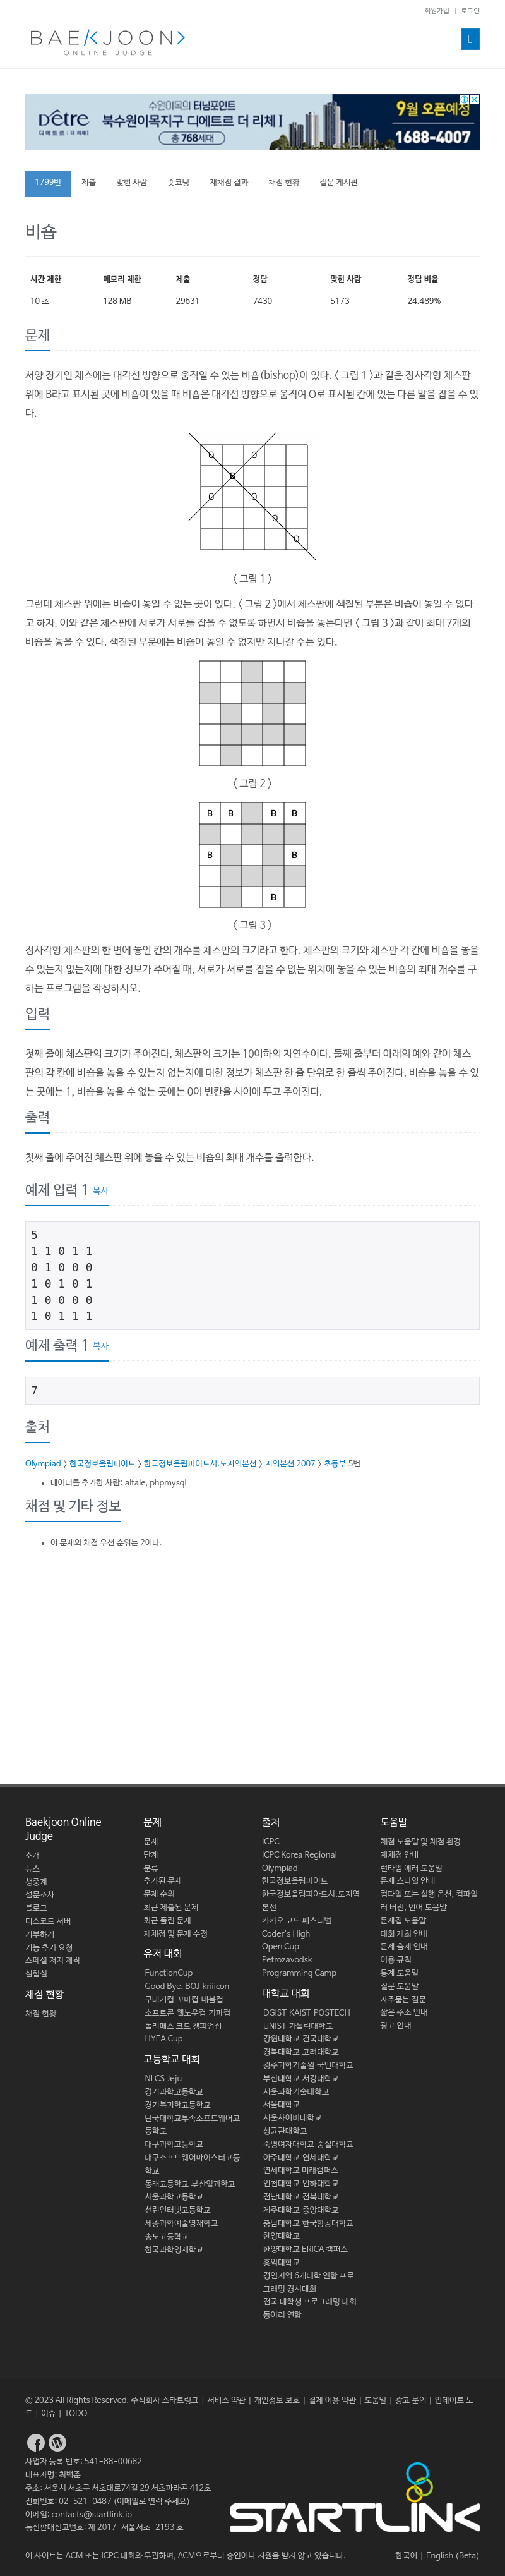 회원가입 | 로그인
BAEKJOON>
ONLINE JUDGE
Dêtre
디 에트르 | 더 리체 Ⅰ
수원이목의 터닝포인트
북수원이목지구 디에트르 더 리체Ⅰ
총 768세대
9월 오픈예정
1688-4007
1799번 제출 맞힌 사람 숏코딩 재채점 결과 채점 현황 질문 게시판
비숍
시간 제한 메모리 제한 제출 정답 맞힌 사람 정답 비율
10 초 128 MB 29631 7430 5173 24.489%
문제
서양 장기인 체스에는 대각선 방향으로 움직일 수 있는 비숍(bishop)이 있다. < 그림 1 >과 같은 정사각형 체스판
위에 B라고 표시된 곳에 비숍이 있을 때 비숍은 대각선 방향으로 움직여 O로 표시된 칸에 있는 다른 말을 잡을 수 있
다.
O O
B
O O
O
O
< 그림 1 >
그런데 체스판 위에는 비숍이 놓일 수 없는 곳이 있다. < 그림 2 >에서 체스판에 색칠된 부분은 비숍이 놓일 수 없다
고 하자. 이와 같은 체스판에 서로가 서로를 잡을 수 없도록 하면서 비숍을 놓는다면 < 그림 3 >과 같이 최대 7개의
비숍을 놓을 수 있다. 색칠된 부분에는 비숍이 놓일 수 없지만 지나갈 수는 있다.
< 그림 2 >
B B B B
B B
B
< 그림 3 >
정사각형 체스판의 한 변에 놓인 칸의 개수를 체스판의 크기라고 한다. 체스판의 크기와 체스판 각 칸에 비숍을 놓을
수 있는지 없는지에 대한 정보가 주어질 때, 서로가 서로를 잡을 수 없는 위치에 놓을 수 있는 비숍의 최대 개수를 구
하는 프로그램을 작성하시오.
입력
첫째 줄에 체스판의 크기가 주어진다. 체스판의 크기는 10이하의 자연수이다. 둘째 줄부터 아래의 예와 같이 체스
판의 각 칸에 비숍을 놓을 수 있는지 없는지에 대한 정보가 체스판 한 줄 단위로 한 줄씩 주어진다. 비숍을 놓을 수 있
는 곳에는 1, 비숍을 놓을 수 없는 곳에는 0이 빈칸을 사이에 두고 주어진다.
출력
첫째 줄에 주어진 체스판 위에 놓을 수 있는 비숍의 최대 개수를 출력한다.
예제 입력 1 복사
5
1 1 0 1 1
0 1 0 0 0
1 0 1 0 1
1 0 0 0 0
1 0 1 1 1
예제 출력 1 복사
7
출처
Olympiad > 한국정보올림피아드 > 한국정보올림피아드시.도지역본선 > 지역본선 2007 > 초등부 5번
• 데이터를 추가한 사람: altale, phpmysql
채점 및 기타 정보
• 이 문제의 채점 우선 순위는 2이다.
Baekjoon Online
Judge
소개
뉴스
생중계
설문조사
블로그
디스코드 서버
기부하기
기능 추가 요청
스페셜 저지 제작
실험실
채점 현황
채점 현황
문제
문제
단계
분류
추가된 문제
문제 순위
최근 제출된 문제
최근 풀린 문제
재채점 및 문제 수정
유저 대회
FunctionCup
Good Bye, BOJ kriiicon
구데기컵 꼬마컵 네블컵
소프트콘 웰노운컵 키파컵
폴리매스 코드 챔피언십
HYEA Cup
고등학교 대회
NLCS Jeju
경기과학고등학교
경기북과학고등학교
단국대학교부속소프트웨어고
등학교
대구과학고등학교
대구소프트웨어마이스터고등
학교
동래고등학교 부산일과학고
서울과학고등학교
선린인터넷고등학교
세종과학예술영재학교
송도고등학교
한국과학영재학교
출처
ICPC
ICPC Korea Regional
Olympiad
한국정보올림피아드
한국정보올림피아드시.도지역
본선
카카오 코드 페스티벌
Coder's High
Open Cup
Petrozavodsk
Programming Camp
대학교 대회
DGIST KAIST POSTECH
UNIST 가톨릭대학교
강원대학교 건국대학교
경북대학교 고려대학교
광주과학기술원 국민대학교
부산대학교 서강대학교
서울과학기술대학교
서울대학교
서울사이버대학교
성균관대학교
숙명여자대학교 숭실대학교
아주대학교 연세대학교
연세대학교 미래캠퍼스
인천대학교 인하대학교
전남대학교 전북대학교
제주대학교 중앙대학교
충남대학교 한국항공대학교
한양대학교
한양대학교 ERICA 캠퍼스
홍익대학교
경인지역 6개대학 연합 프로
그래밍 경시대회
전국 대학생 프로그래밍 대회
동아리 연합
도움말
채점 도움말 및 채점 환경
재채점 안내
런타임 에러 도움말
문제 스타일 안내
컴파일 또는 실행 옵션, 컴파일
러 버전, 언어 도움말
문제집 도움말
대회 개최 안내
문제 출제 안내
이용 규칙
통계 도움말
질문 도움말
자주묻는 질문
짧은 주소 안내
광고 안내
© 2023 All Rights Reserved. 주식회사 스타트링크 | 서비스 약관 | 개인정보 보호 | 결제 이용 약관 | 도움말 | 광고 문의 | 업데이트 노
트 | 이슈 | TODO
사업자 등록 번호: 541-88-00682
대표자명: 최백준
주소: 서울시 서초구 서초대로74길 29 서초파라곤 412호
전화번호: 02-521-0487 (이메일로 연락 주세요)
이메일: contacts@startlink.io
통신판매신고번호: 제 2017-서울서초-2193 호
STARTLINK
이 사이트는 ACM 또는 ICPC 대회와 무관하며, ACM으로부터 승인이나 지원을 받지 않고 있습니다.
한국어 | English (Beta)